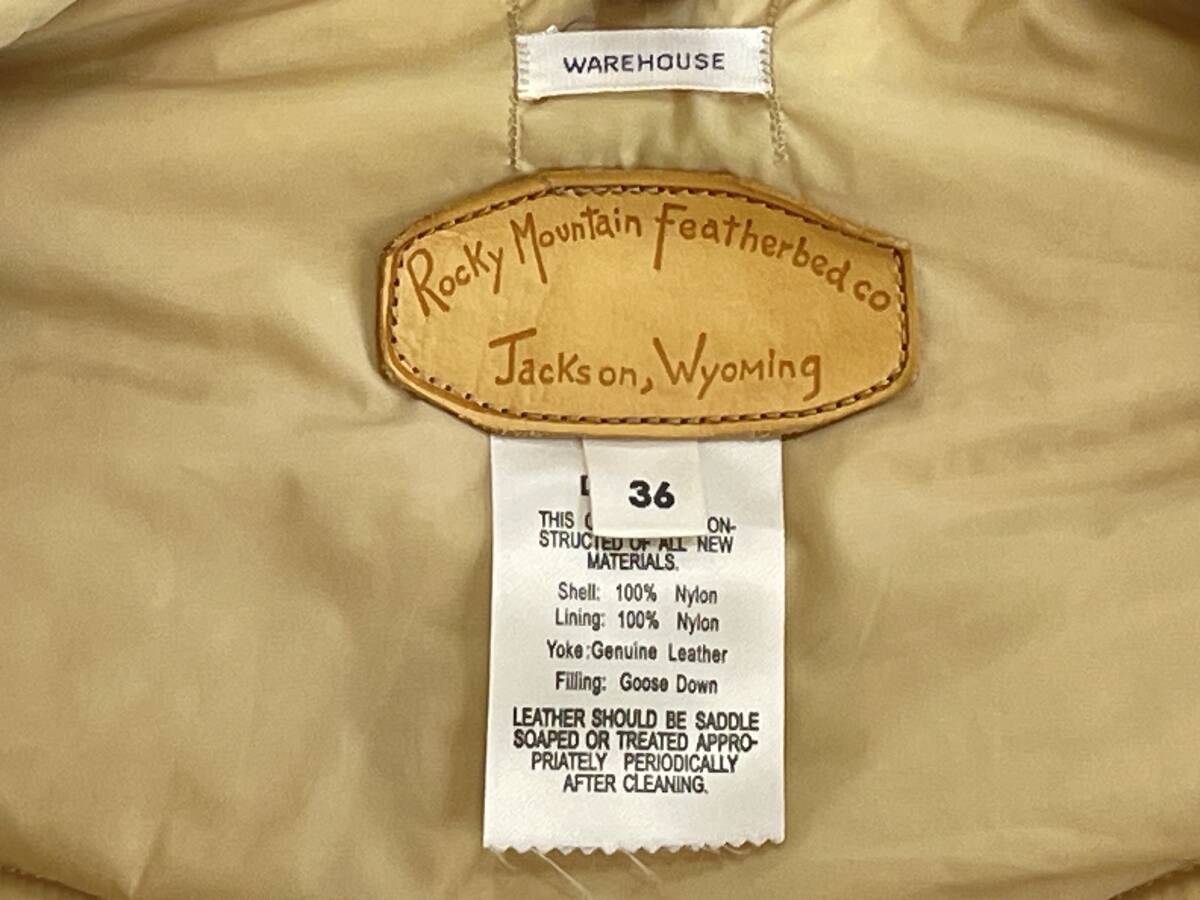 WAREHOUSE
Rocky Mountain Featherbed co
Jackson, Wyoming
36
THIS ON-
STRUCTED OF ALL NEW
MATERIALS.
Shell: 100% Nylon
Lining: 100% Nylon
Yoke:Genuine Leather
Filling: Goose Down
LEATHER SHOULD BE SADDLE
SOAPED OR TREATED APPRO-
PRIATELY PERIODICALLY
AFTER CLEANING.